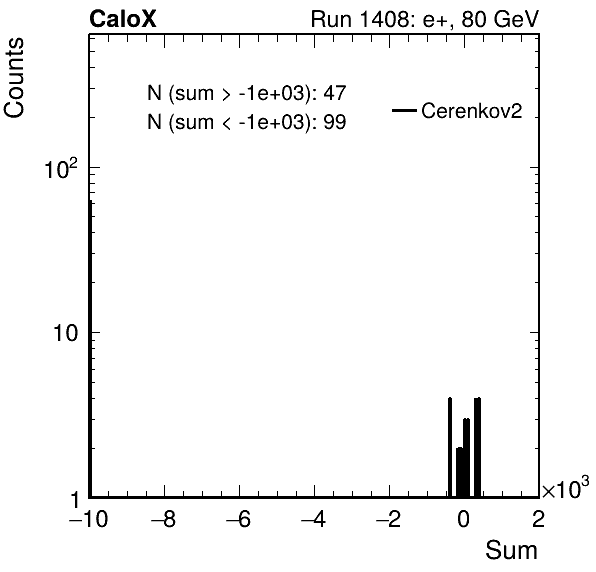 CaloX Run 1408: e+, 80 GeV
Counts
N (sum > -1e+03): 47
N (sum < -1e+03): 99
Cerenkov2
10²
10
1
−10 −8 −6 −4 −2 0 2
×10³
Sum